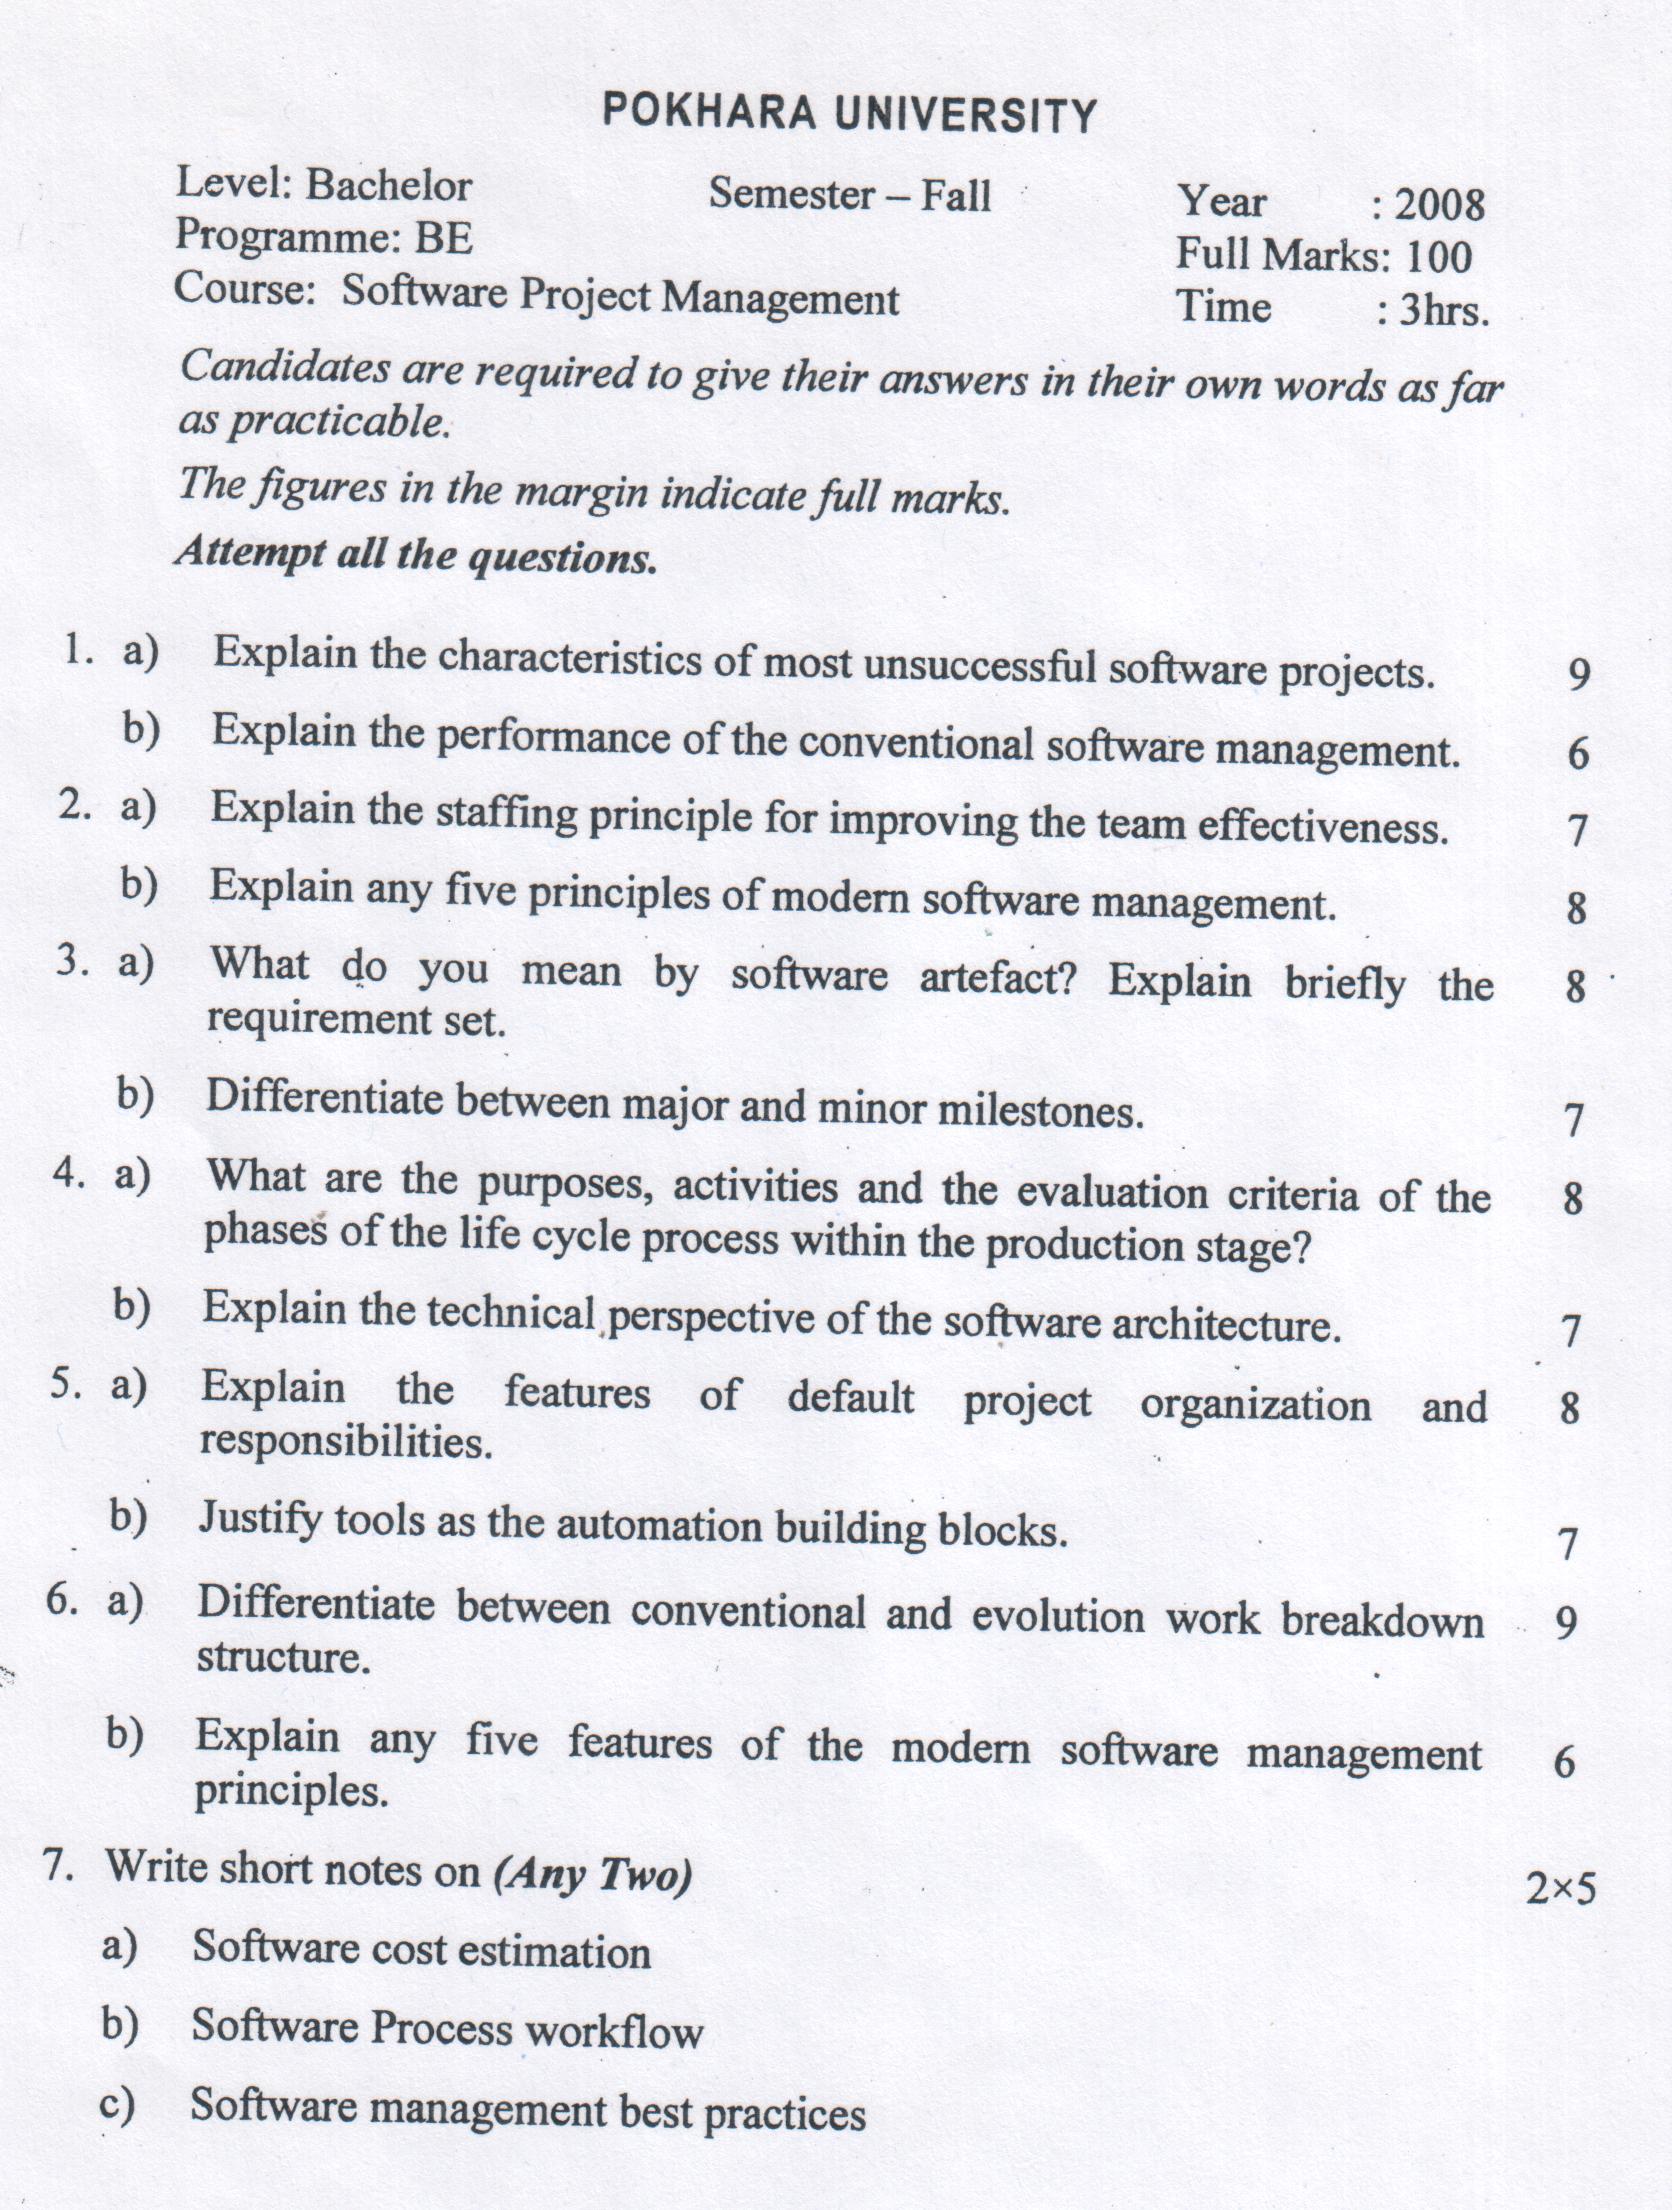 POKHARA UNIVERSITY
Level: Bachelor Semester – Fall Year : 2008
Programme: BE Full Marks: 100
Course: Software Project Management Time : 3hrs.
Candidates are required to give their answers in their own words as far
as practicable.
The figures in the margin indicate full marks.
Attempt all the questions.
1. a) Explain the characteristics of most unsuccessful software projects. 9
b) Explain the performance of the conventional software management. 6
2. a) Explain the staffing principle for improving the team effectiveness. 7
b) Explain any five principles of modern software management. 8
3. a) What do you mean by software artefact? Explain briefly the 8
requirement set.
b) Differentiate between major and minor milestones. 7
4. a) What are the purposes, activities and the evaluation criteria of the 8
phases of the life cycle process within the production stage?
b) Explain the technical perspective of the software architecture. 7
5. a) Explain the features of default project organization and 8
responsibilities.
b) Justify tools as the automation building blocks. 7
6. a) Differentiate between conventional and evolution work breakdown 9
structure.
b) Explain any five features of the modern software management 6
principles.
7. Write short notes on (Any Two) 2×5
a) Software cost estimation
b) Software Process workflow
c) Software management best practices